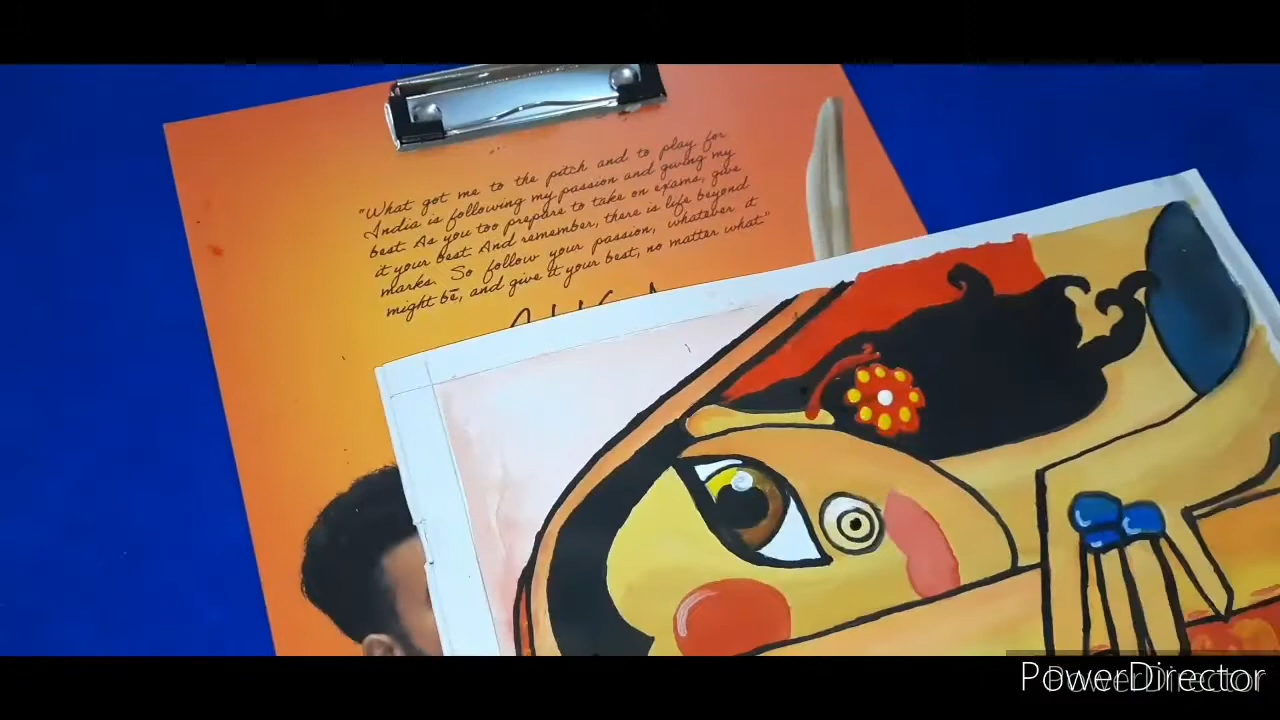 "What got me to the pitch and to play for
India is following my passion and giving my
best. As you too prepare to take on exams, give
it your best. And remember, there is life beyond
marks. So follow your passion, whatever it
might be, and give it your best, no matter what."
PowerDirector